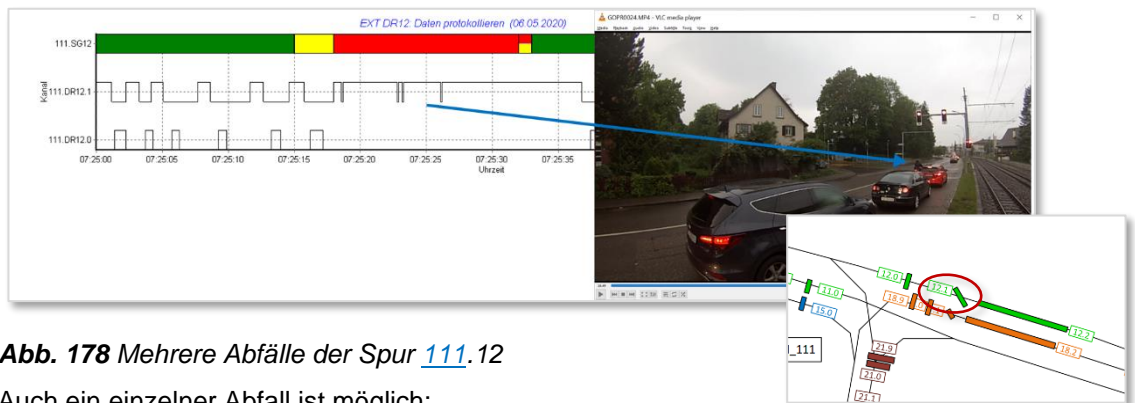 EXT DR12: Daten protokollieren (06.05.2020)
111.SG12
Kanal
111.DR12.1
111.DR12.0
07:25:00 07:25:05 07:25:10 07:25:15 07:25:20 07:25:25 07:25:30 07:25:35
Uhrzeit
GOPR0024.MP4 - VLC media player
12.0
12.1
11.0
18.9
15.0
12.2
18.2
21.9
21.0
21.1
_111
Abb. 178 Mehrere Abfälle der Spur 111.12
Auch ein einzelner Abfall ist möglich: